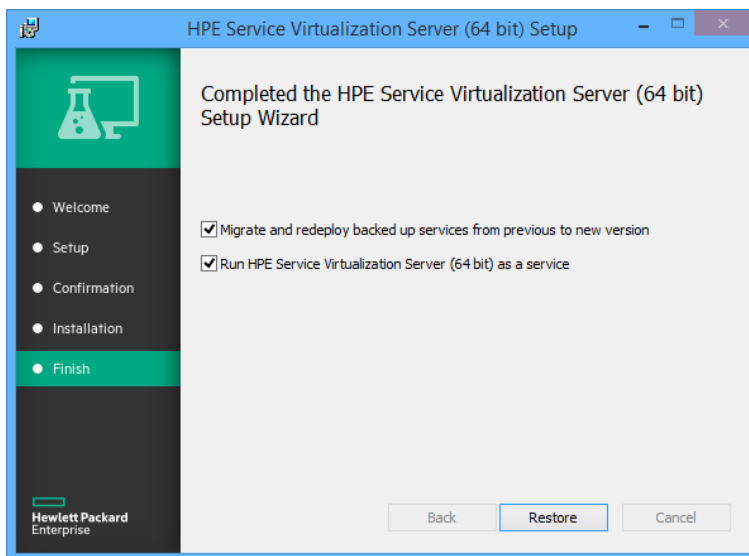 HPE Service Virtualization Server (64 bit) Setup
Completed the HPE Service Virtualization Server (64 bit)
Setup Wizard
Welcome
Setup
Confirmation
Installation
Finish
Migrate and redeploy backed up services from previous to new version
Run HPE Service Virtualization Server (64 bit) as a service
Hewlett Packard
Enterprise
Back
Restore
Cancel